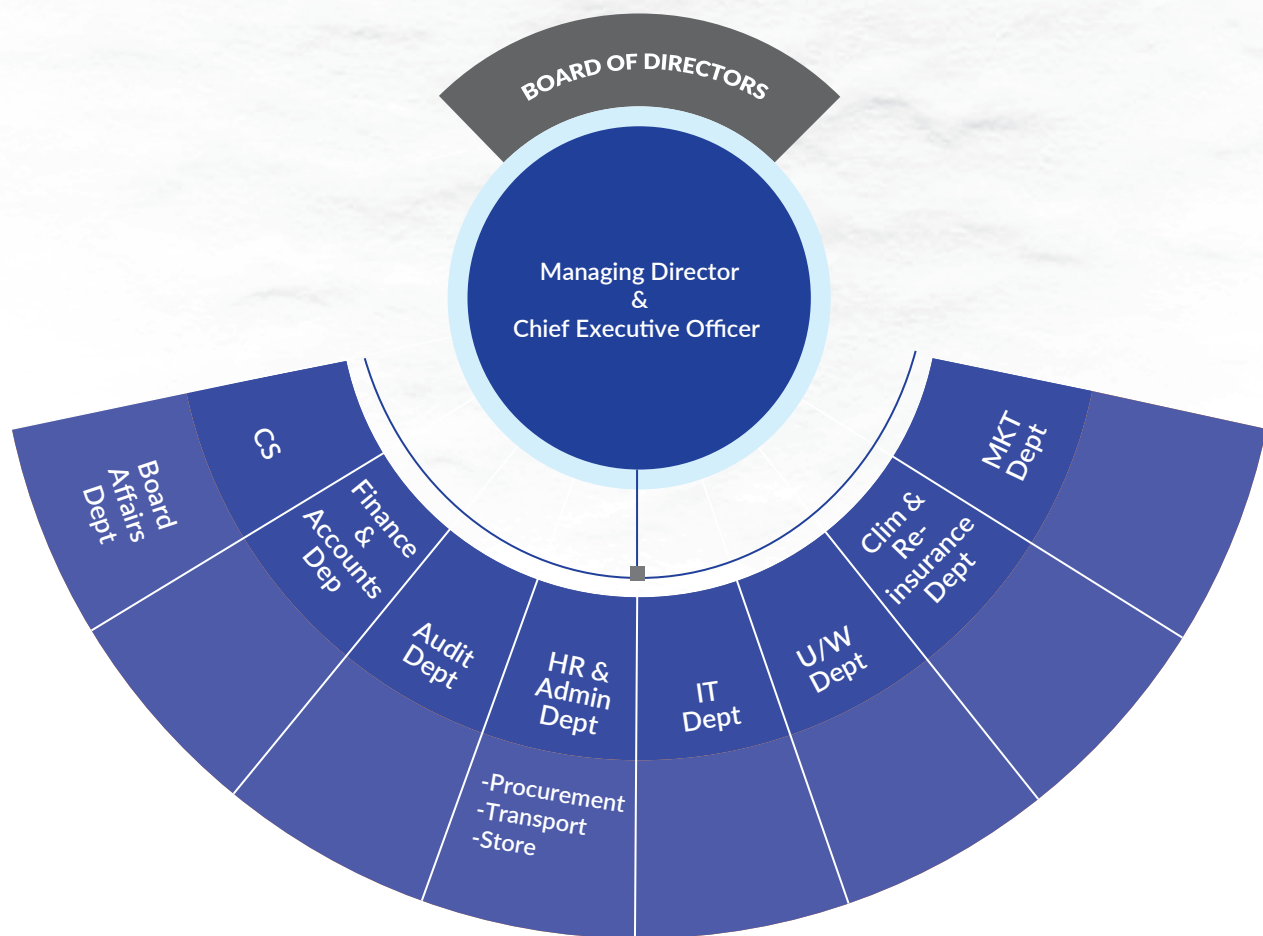 BOARD OF DIRECTORS
Managing Director
&
Chief Executive Officer
CS
Board
Affairs
Dept
Finance
&
Accounts
Dep
Audit
Dept
HR &
Admin
Dept
-Procurement
-Transport
-Store
IT
Dept
U/W
Dept
Clim &
Re-
insurance
Dept
MKT
Dept